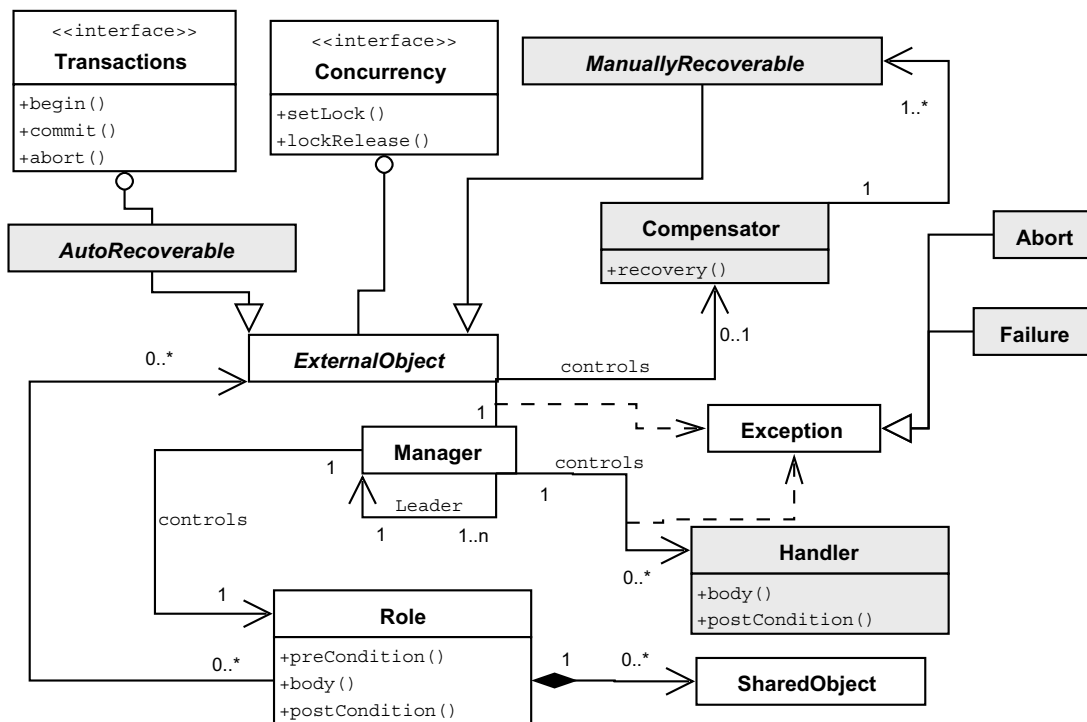 <<interface>>
Transactions
+begin()
+commit()
+abort()
<<interface>>
Concurrency
+setLock()
+lockRelease()
ManuallyRecoverable
1..*
1
AutoRecoverable
Compensator
+recovery()
Abort
Failure
0..*
ExternalObject
0..1
controls
1
Exception
Manager
controls
1
1
Leader
controls
1
1..n
Handler
+body()
+postCondition()
0..*
1
Role
+preCondition()
+body()
+postCondition()
0..*
1
0..*
SharedObject